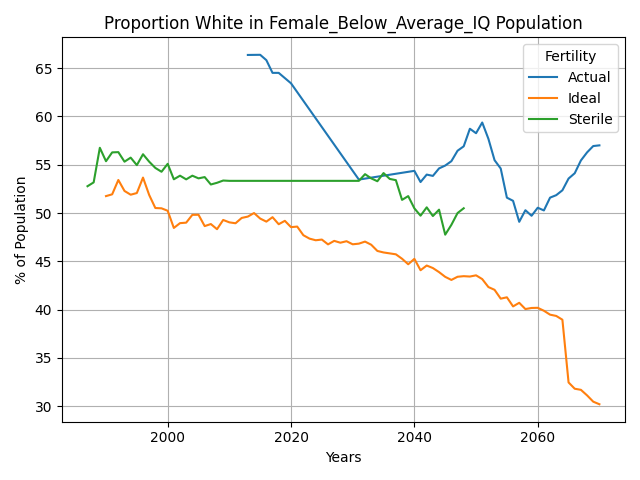 Proportion White in Female_Below_Average_IQ Population
Fertility
Actual
Ideal
Sterile
% of Population
65
60
55
50
45
40
35
30
2000
2020
2040
2060
Years